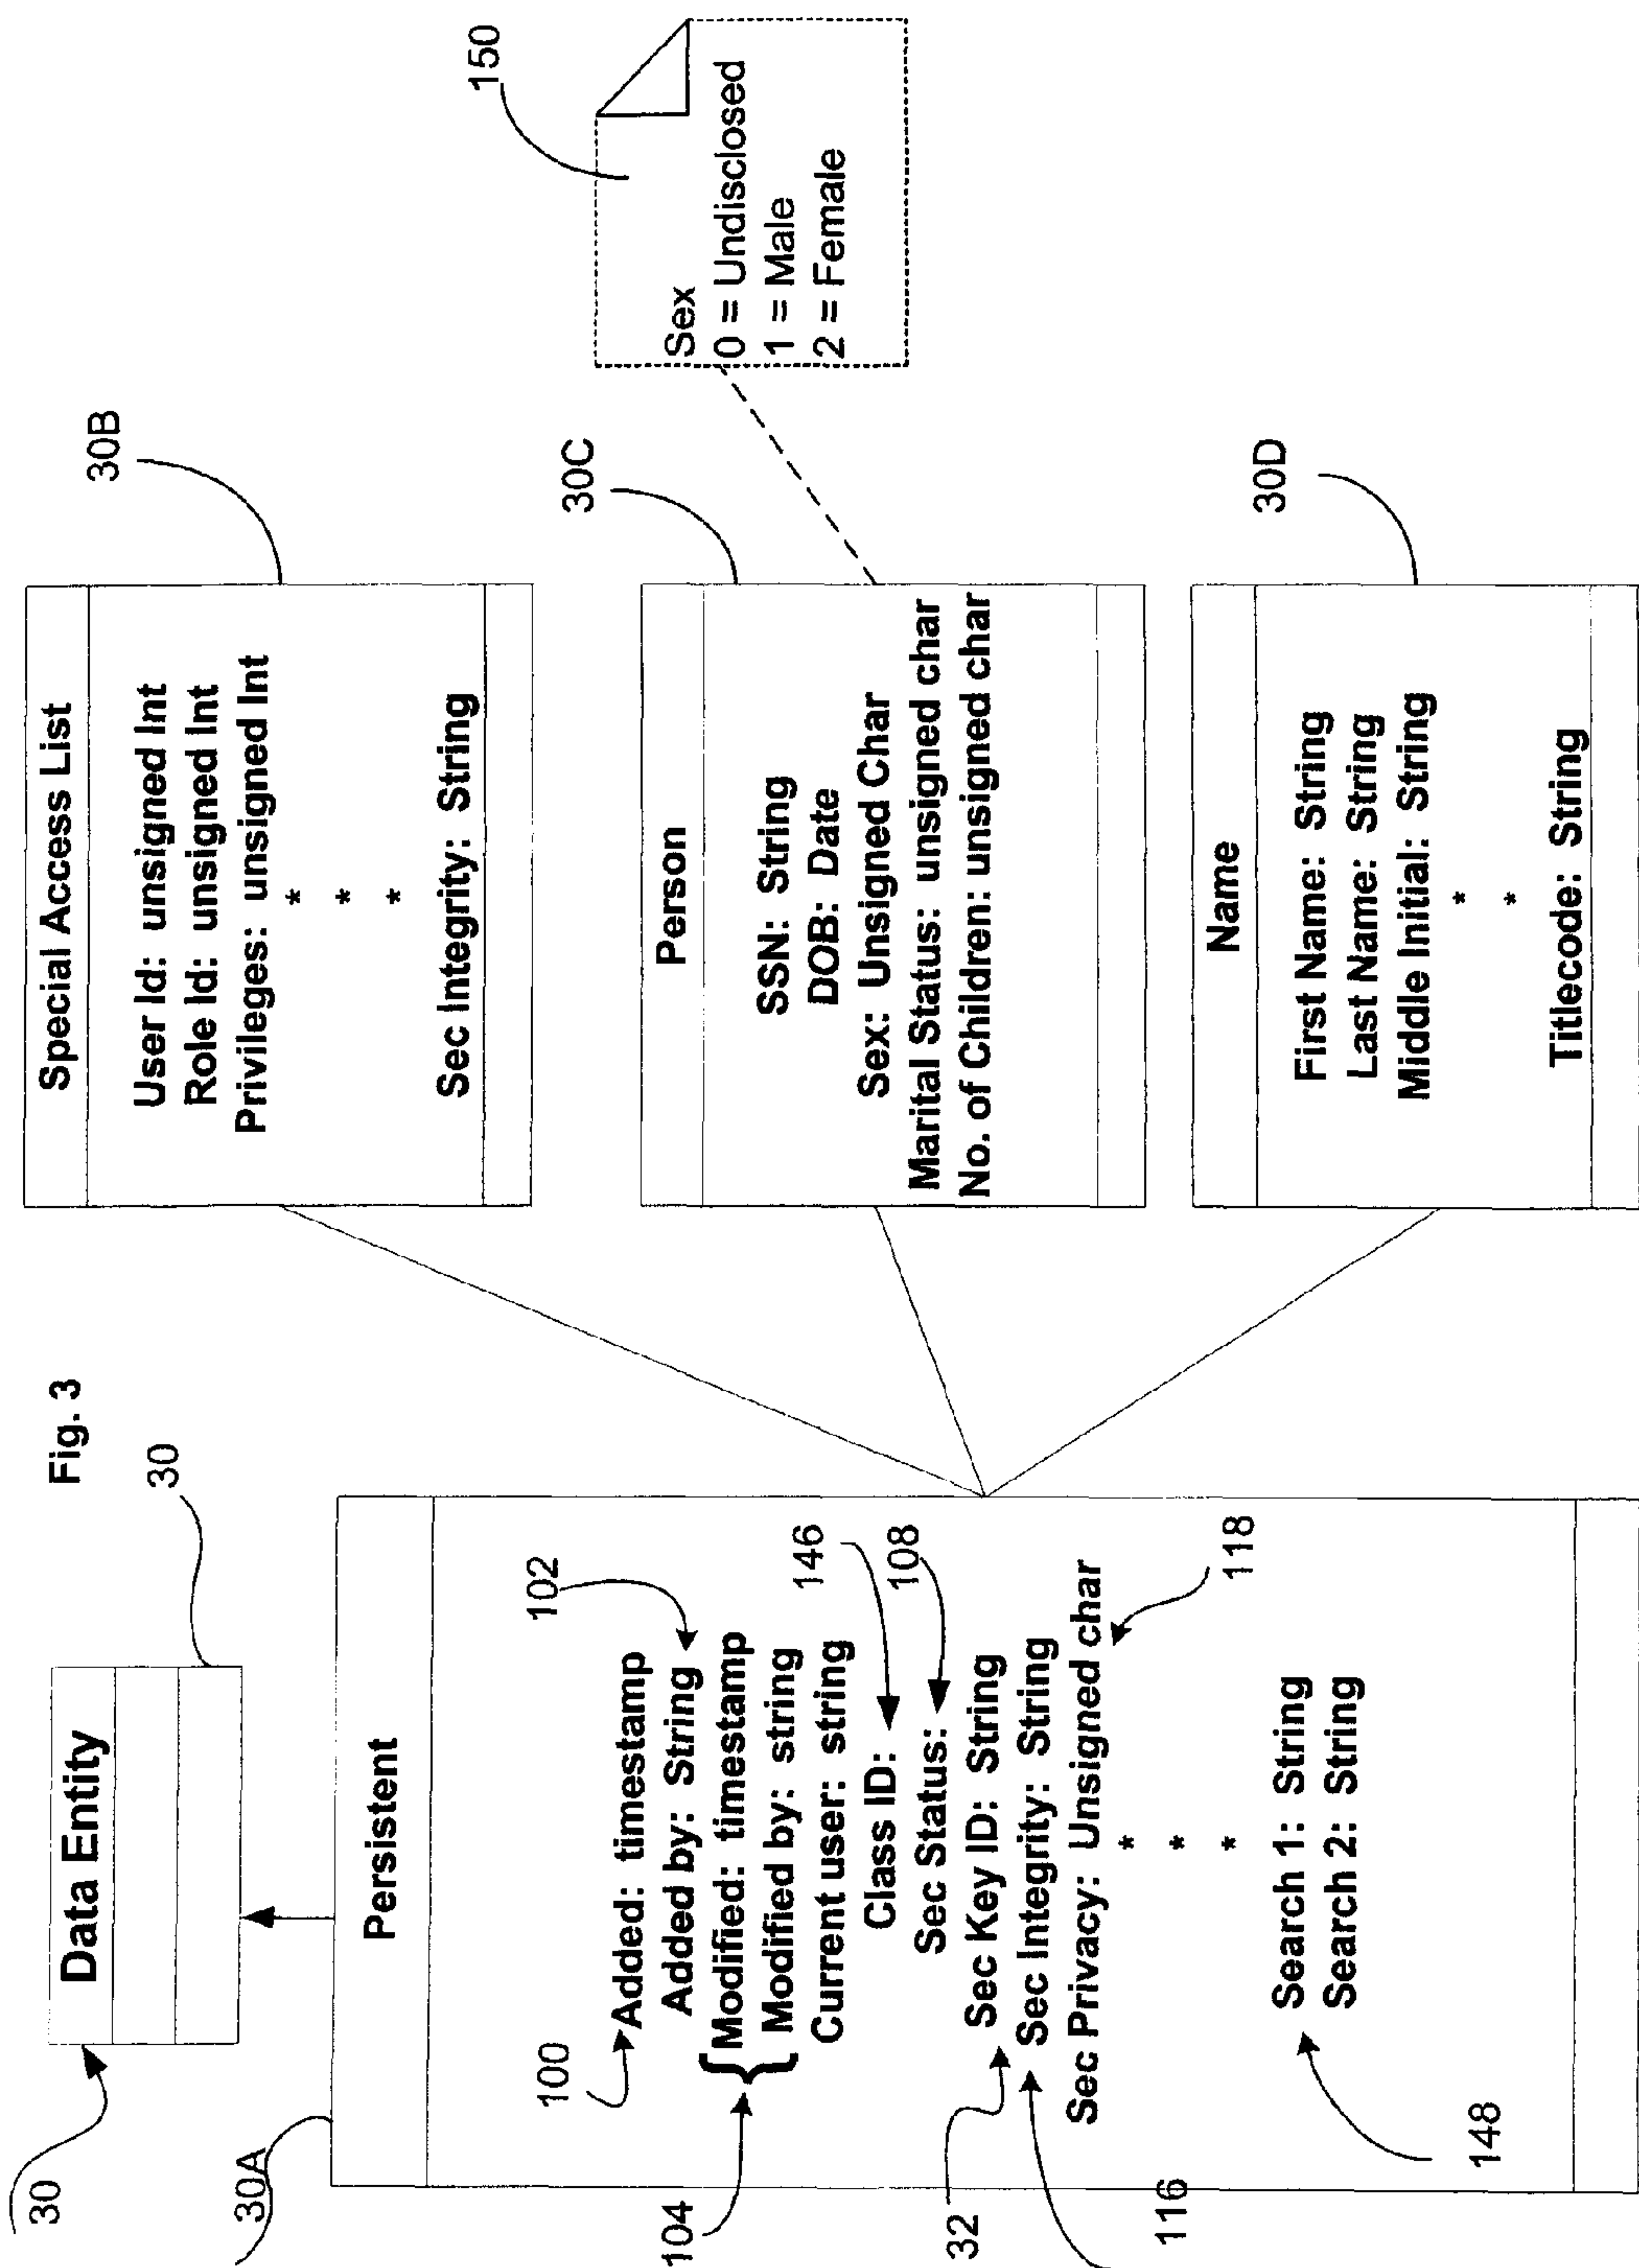 Fig. 3
30
30
Data Entity
30A
Persistent
100
Added: timestamp
102
Added by: String
104
{Modified: timestamp
Modified by: string
Current user: string
146
Class ID:
108
Sec Status:
32
Sec Key ID: String
116
Sec Integrity: String
Sec Privacy: Unsigned char
118
*
*
*
148
Search 1: String
Search 2: String
Special Access List
30B
User Id: unsigned Int
Role Id: unsigned Int
Privileges: unsigned Int
*
*
*
Sec Integrity: String
Person
30C
SSN: String
DOB: Date
Sex: Unsigned Char
Marital Status: unsigned char
No. of Children: unsigned char
Name
30D
First Name: String
Last Name: String
Middle Initial: String
*
*
Titlecode: String
150
Sex
0 = Undisclosed
1 = Male
2 = Female